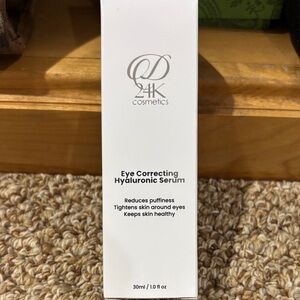 D
24K
cosmetics
Eye Correcting
Hyaluronic Serum
Reduces puffiness
Tightens skin around eyes
Keeps skin healthy
30ml / 1.0 fl oz